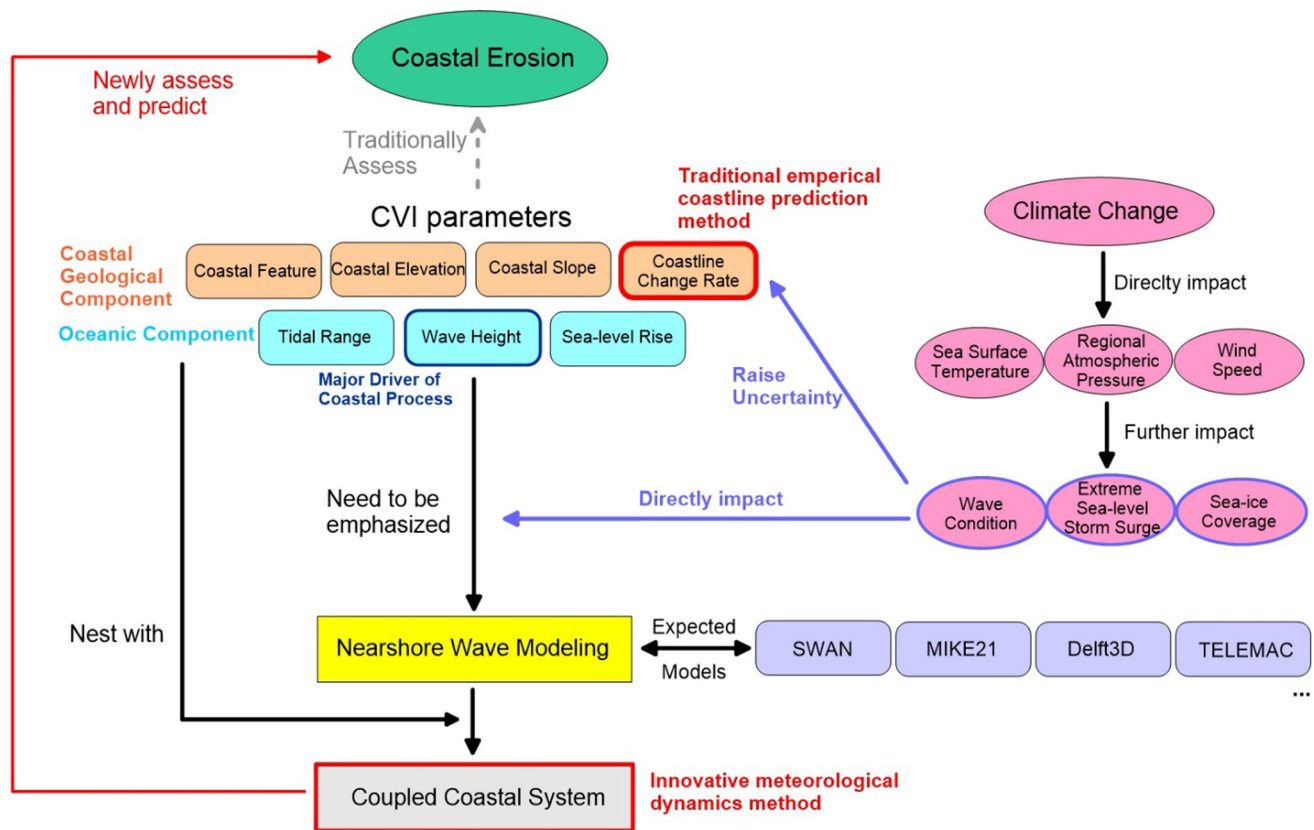 Coastal Erosion
Newly assess
and predict
Traditionally
Assess
Traditional emperical
coastline prediction
method
CVI parameters
Climate Change
Coastal
Geological
Component
Coastal Feature
Coastal Elevation
Coastal Slope
Coastline
Change Rate
Direclty impact
Oceanic Component
Tidal Range
Wave Height
Sea-level Rise
Sea Surface
Temperature
Regional
Atmospheric
Pressure
Wind
Speed
Major Driver of
Coastal Process
Raise
Uncertainty
Further impact
Need to be
emphasized
Directly impact
Wave
Condition
Extreme
Sea-level
Storm Surge
Sea-ice
Coverage
Nest with
Nearshore Wave Modeling
Expected
Models
SWAN
MIKE21
Delft3D
TELEMAC
...
Coupled Coastal System
Innovative meteorological
dynamics method